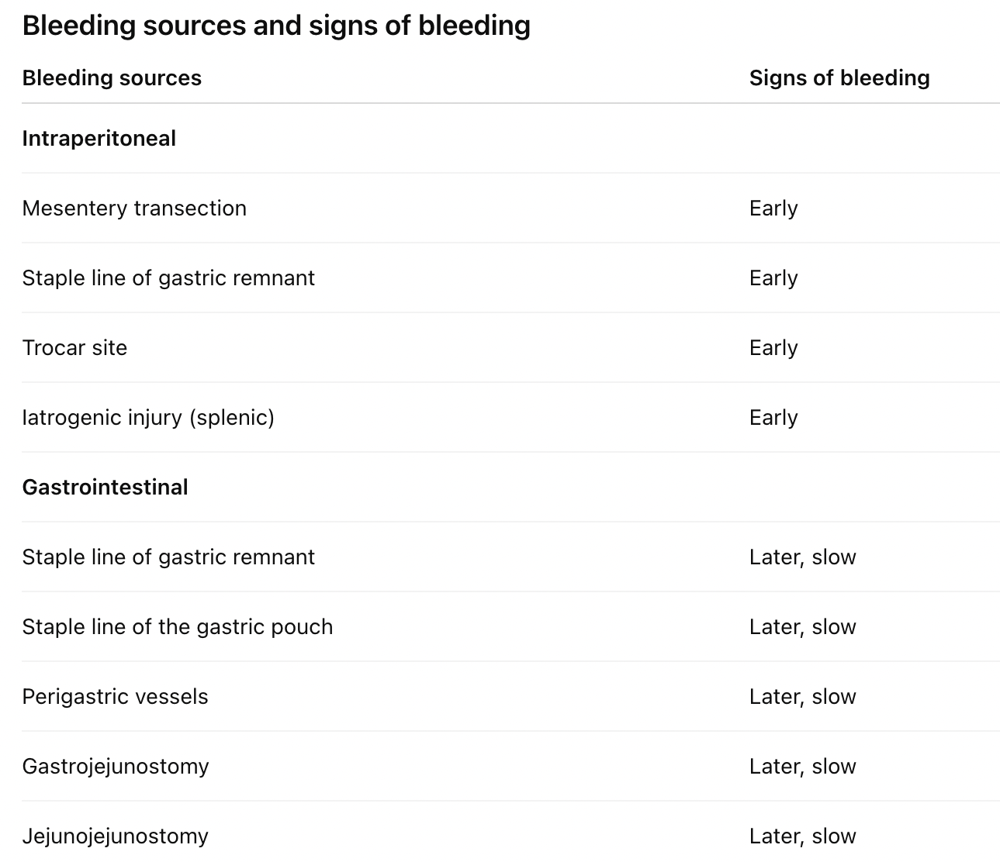 Bleeding sources and signs of bleeding
Bleeding sources Signs of bleeding
Intraperitoneal
Mesentery transection Early
Staple line of gastric remnant Early
Trocar site Early
Iatrogenic injury (splenic) Early
Gastrointestinal
Staple line of gastric remnant Later, slow
Staple line of the gastric pouch Later, slow
Perigastric vessels Later, slow
Gastrojejunostomy Later, slow
Jejunojejunostomy Later, slow